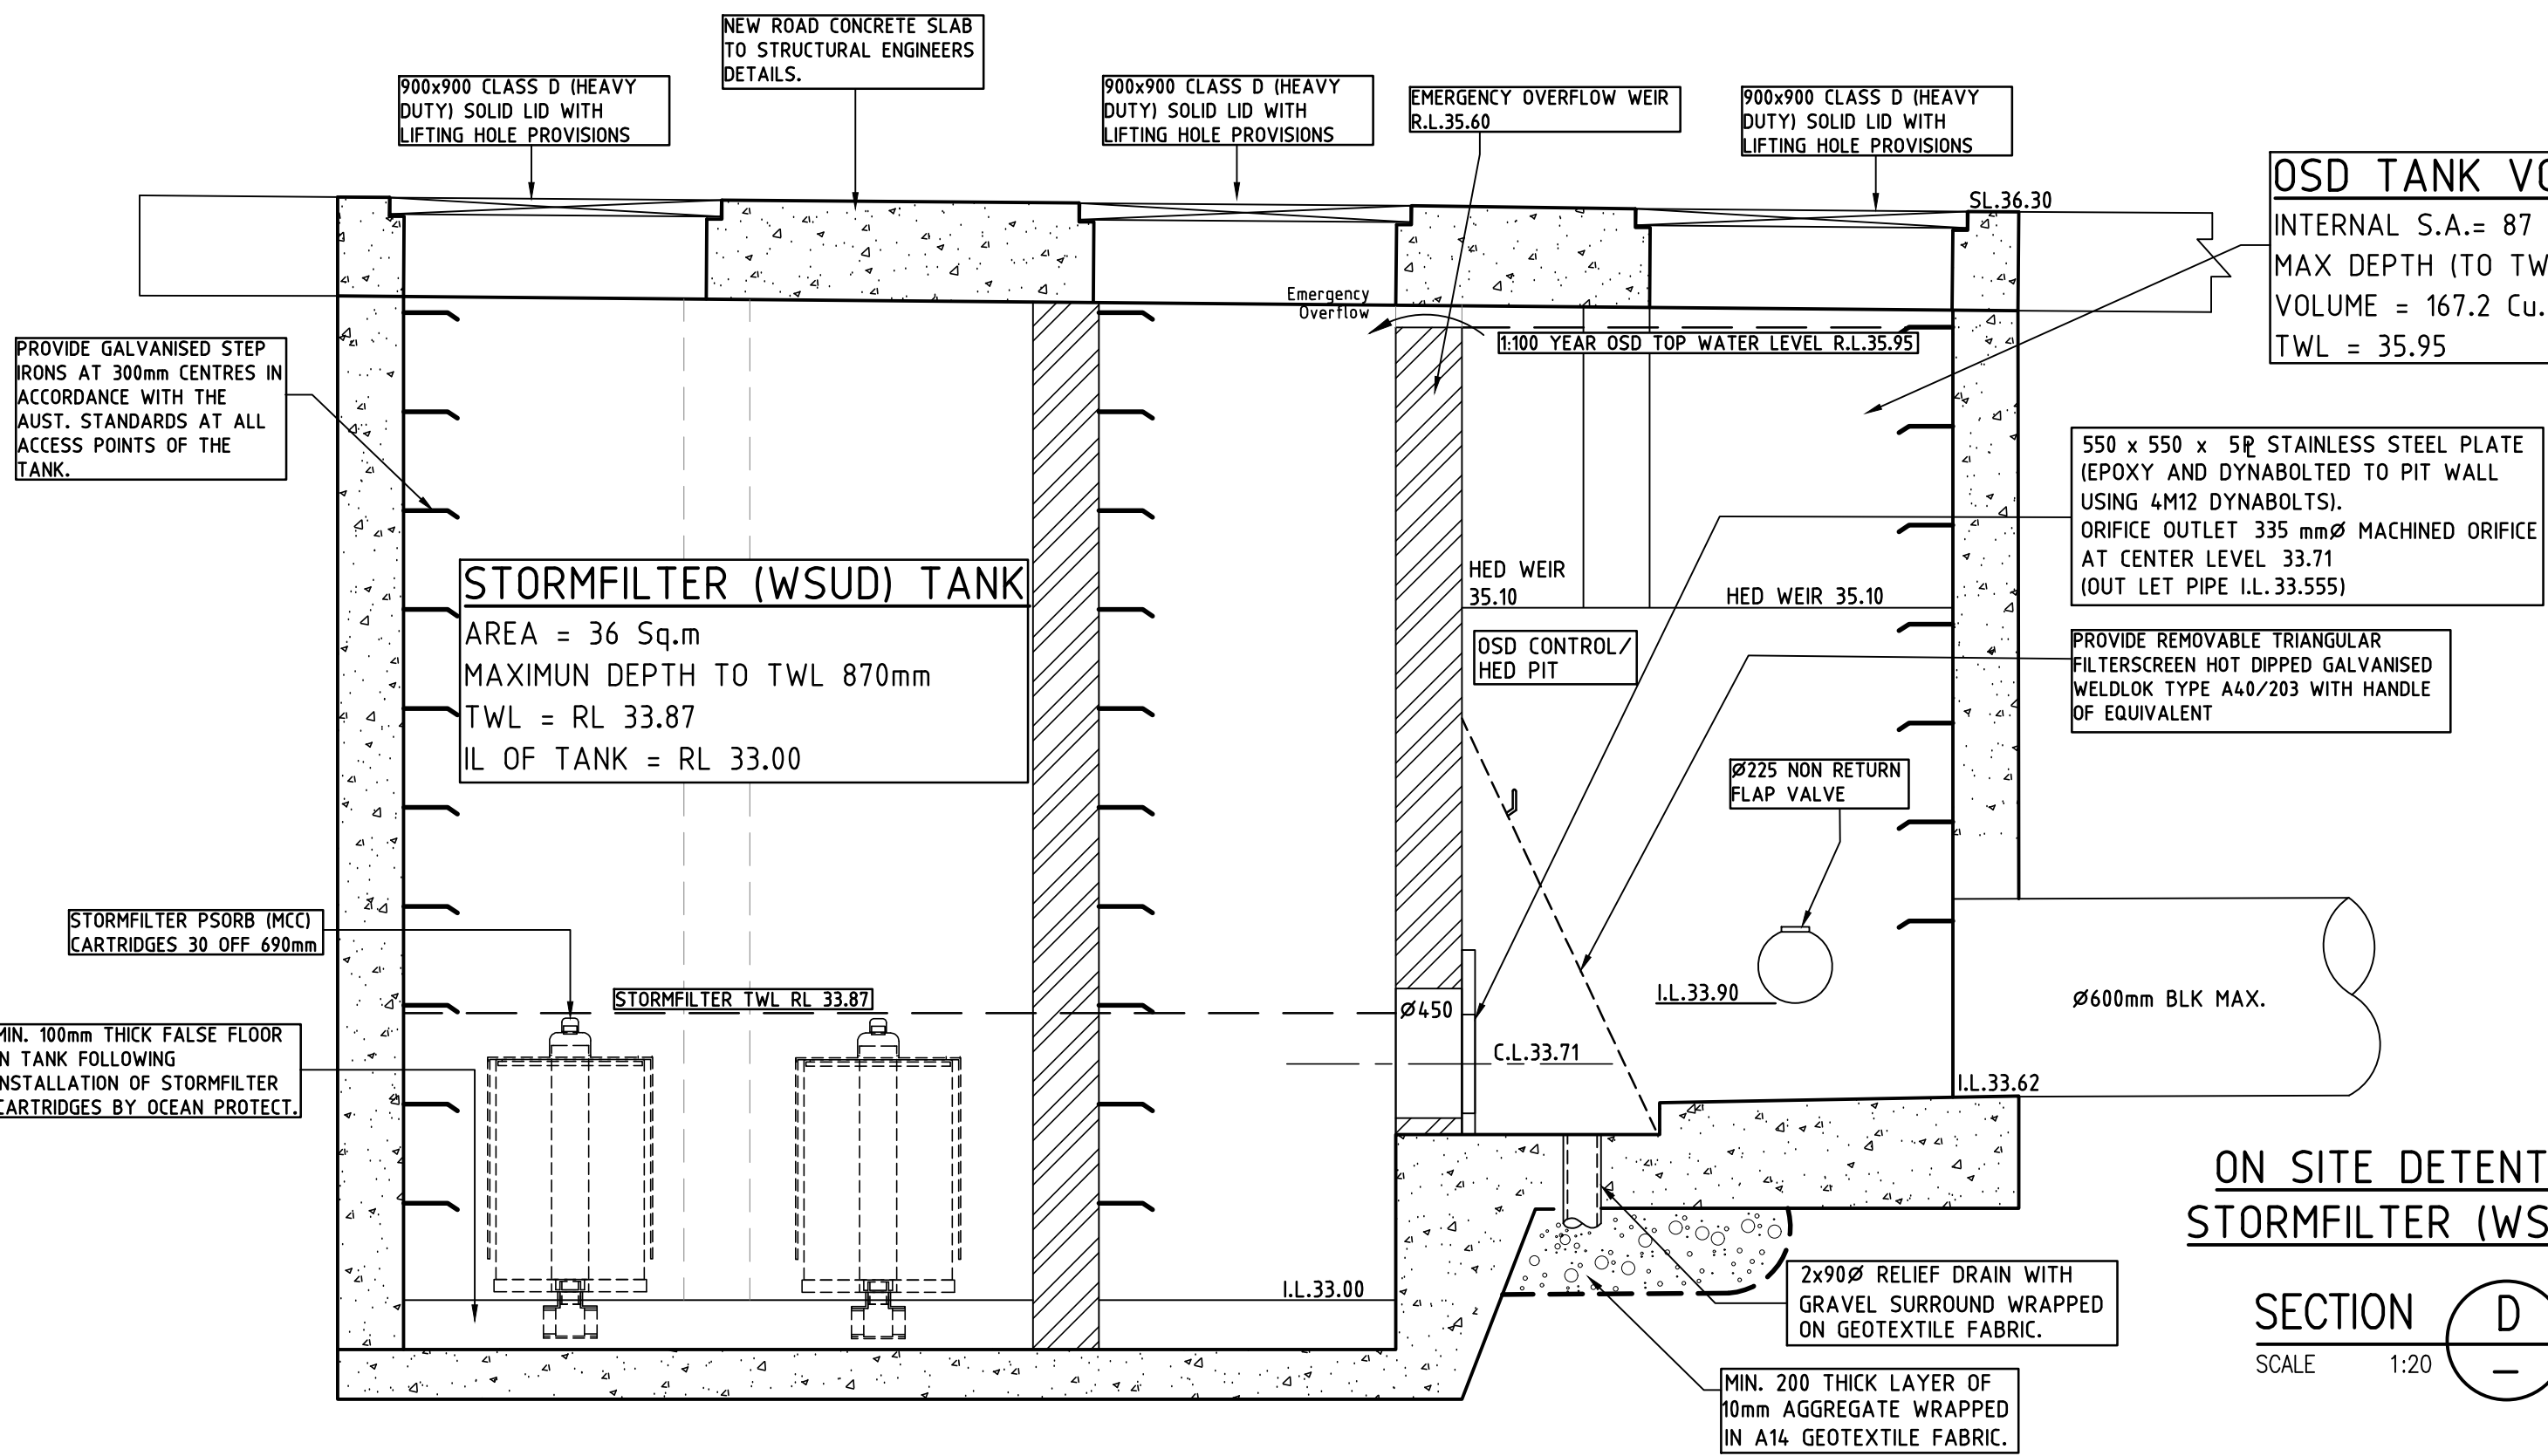 NEW ROAD CONCRETE SLAB
TO STRUCTURAL ENGINEERS
DETAILS.
900x900 CLASS D (HEAVY
DUTY) SOLID LID WITH
LIFTING HOLE PROVISIONS
900x900 CLASS D (HEAVY
DUTY) SOLID LID WITH
LIFTING HOLE PROVISIONS
EMERGENCY OVERFLOW WEIR
R.L.35.60
900x900 CLASS D (HEAVY
DUTY) SOLID LID WITH
LIFTING HOLE PROVISIONS
SL.36.30
OSD TANK
INTERNAL S.A.= 87
MAX DEPTH (TO
VOLUME = 167.2 Cu.
TWL = 35.95
Emergency
Overflow
1:100 YEAR OSD TOP WATER LEVEL R.L.35.95
PROVIDE GALVANISED STEP
IRONS AT 300mm CENTRES IN
ACCORDANCE WITH THE
AUST. STANDARDS AT ALL
ACCESS POINTS OF THE
TANK.
550 x 550 x 5PL STAINLESS STEEL PLATE
(EPOXY AND DYNABOLTED TO PIT WALL
USING 4M12 DYNABOLTS).
ORIFICE OUTLET 335 mmØ MACHINED ORIFICE
AT CENTER LEVEL 33.71
(OUT LET PIPE I.L.33.555)
STORMFILTER (WSUD) TANK
AREA = 36 Sq.m
MAXIMUN DEPTH TO TWL 870mm
TWL = RL 33.87
IL OF TANK = RL 33.00
HED WEIR
35.10
HED WEIR 35.10
OSD CONTROL/
HED PIT
PROVIDE REMOVABLE TRIANGULAR
FILTERSCREEN HOT DIPPED GALVANISED
WELDLOK TYPE A40/203 WITH HANDLE
OF EQUIVALENT
Ø225 NON RETURN
FLAP VALVE
STORMFILTER PSORB (MCC)
CARTRIDGES 30 OFF 690mm
STORMFILTER TWL RL 33.87
Ø450
I.L.33.90
Ø600mm BLK MAX.
MIN. 100mm THICK FALSE FLOOR
IN TANK FOLLOWING
INSTALLATION OF STORMFILTER
CARTRIDGES BY OCEAN PROTECT.
C.L.33.71
I.L.33.62
I.L.33.00
ON SITE
STORMFILTER
2x90Ø RELIEF DRAIN WITH
GRAVEL SURROUND WRAPPED
ON GEOTEXTILE FABRIC.
SECTION D
SCALE 1:20 –
MIN. 200 THICK LAYER OF
10mm AGGREGATE WRAPPED
IN A14 GEOTEXTILE FABRIC.